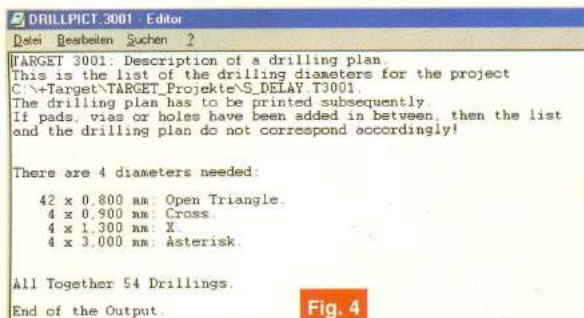 DRILLPICT.3001 - Editor
Datei Bearbeiten Suchen ?
TARGET 3001: Description of a drilling plan.
This is the list of the drilling diameters for the project
C:\+Target\TARGET_Projekte\S_DELAY.T3001.
The drilling plan has to be printed subsequently.
If pads, vias or holes have been added in between, then the list
and the drilling plan do not correspond accordingly!
There are 4 diameters needed:
42 x 0,800 mm: Open Triangle.
4 x 0,900 mm: Cross.
4 x 1,300 mm: X.
4 x 3,000 mm: Asterisk.
All Together 54 Drillings.
End of the Output.
Fig. 4